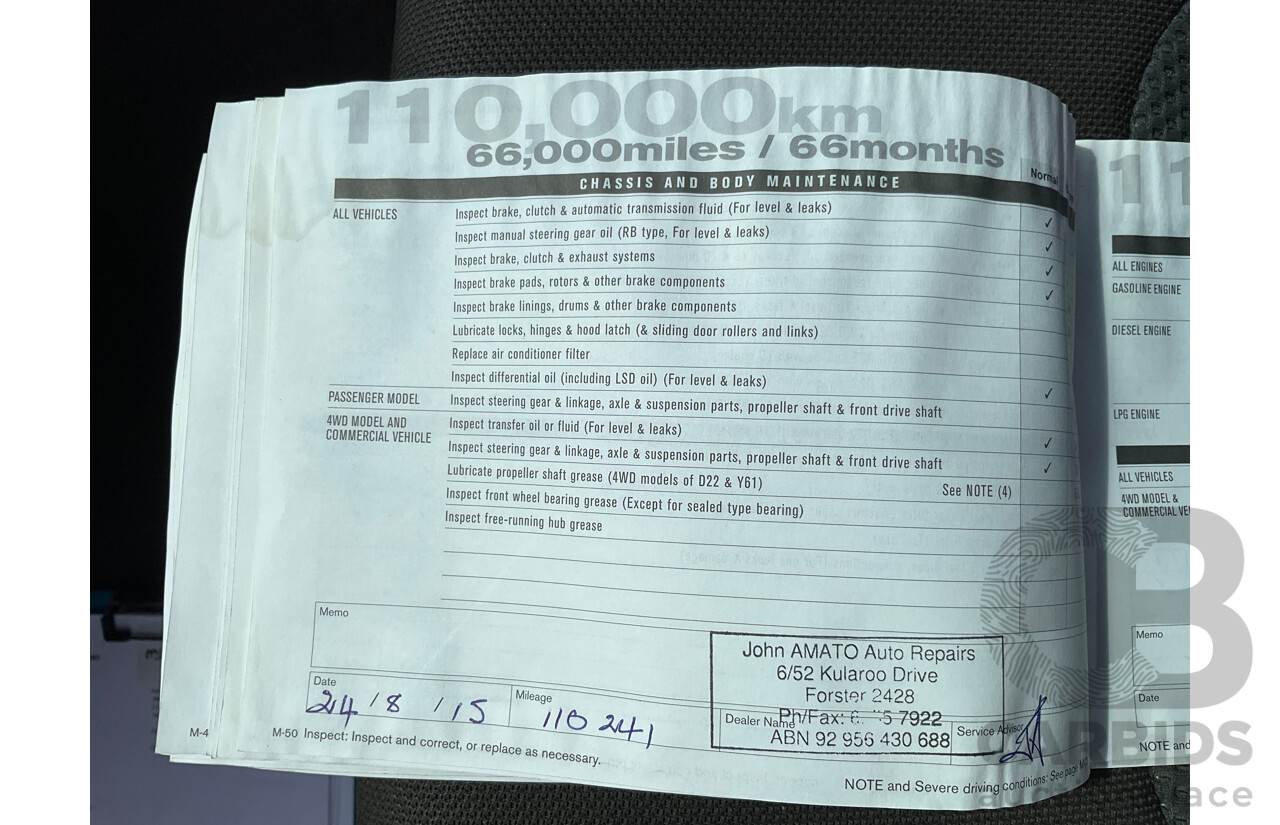 110,000km
66,000miles / 66months
CHASSIS AND BODY MAINTENANCE
Normal
ALL VEHICLES
Inspect brake, clutch & automatic transmission fluid (For level & leaks) ✓
Inspect manual steering gear oil (RB type, For level & leaks) ✓
Inspect brake, clutch & exhaust systems ✓
Inspect brake pads, rotors & other brake components ✓
Inspect brake linings, drums & other brake components
Lubricate locks, hinges & hood latch (& sliding door rollers and links)
Replace air conditioner filter
Inspect differential oil (including LSD oil) (For level & leaks) ✓
PASSENGER MODEL
Inspect steering gear & linkage, axle & suspension parts, propeller shaft & front drive shaft
4WD MODEL AND
COMMERCIAL VEHICLE
Inspect transfer oil or fluid (For level & leaks) ✓
Inspect steering gear & linkage, axle & suspension parts, propeller shaft & front drive shaft ✓
Lubricate propeller shaft grease (4WD models of D22 & Y61) See NOTE (4)
Inspect front wheel bearing grease (Except for sealed type bearing)
Inspect free-running hub grease
Memo
Date
24/8/15
Mileage
110 241
John AMATO Auto Repairs
6/52 Kularoo Drive
Forster 2428
Ph/Fax: 7922
ABN 92 956 430 688
Dealer Name
Service Advisor
M-4
M-50 Inspect: Inspect and correct, or replace as necessary.
NOTE and Severe driving conditions: See page
11
ALL ENGINES
GASOLINE ENGINE
DIESEL ENGINE
LPG ENGINE
ALL VEHICLES
4WD MODEL &
COMMERCIAL VE
Memo
Date
NOTE and
CARBIDS